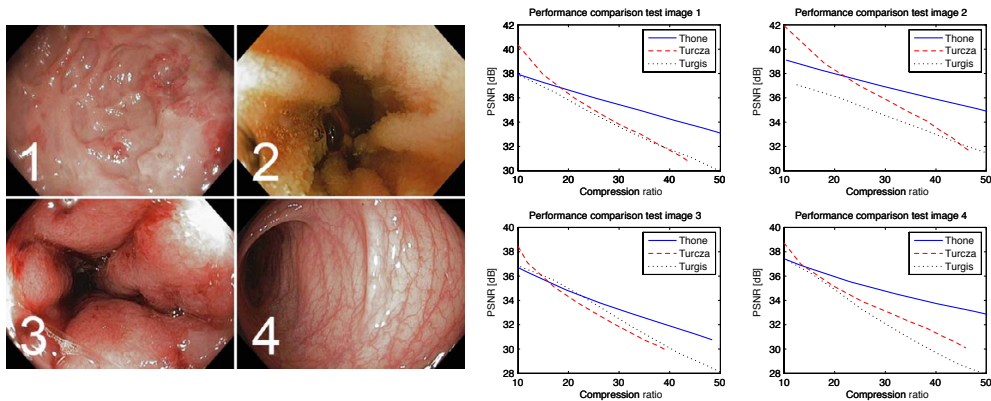 1
2
3
4
Performance comparison test image 1
42
40
38
36
34
32
30
PSNR [dB]
Thone
Turcza
Turgis
10 20 30 40 50
Compression ratio
Performance comparison test image 2
42
40
38
36
34
32
30
PSNR [dB]
Thone
Turcza
Turgis
10 20 30 40 50
Compression ratio
Performance comparison test image 3
40
38
36
34
32
30
28
PSNR [dB]
Thone
Turcza
Turgis
10 20 30 40 50
Compression ratio
Performance comparison test image 4
40
38
36
34
32
30
28
PSNR [dB]
Thone
Turcza
Turgis
10 20 30 40 50
Compression ratio